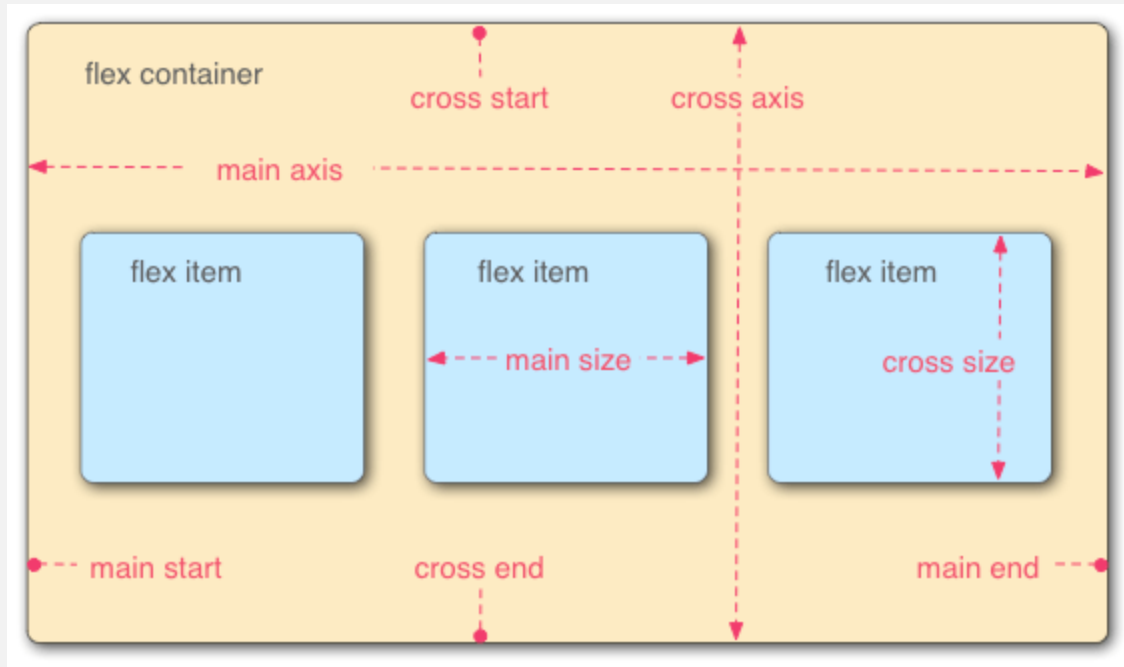 flex container
cross start
cross axis
main axis
flex item
flex item
flex item
main size
cross size
main start
cross end
main end